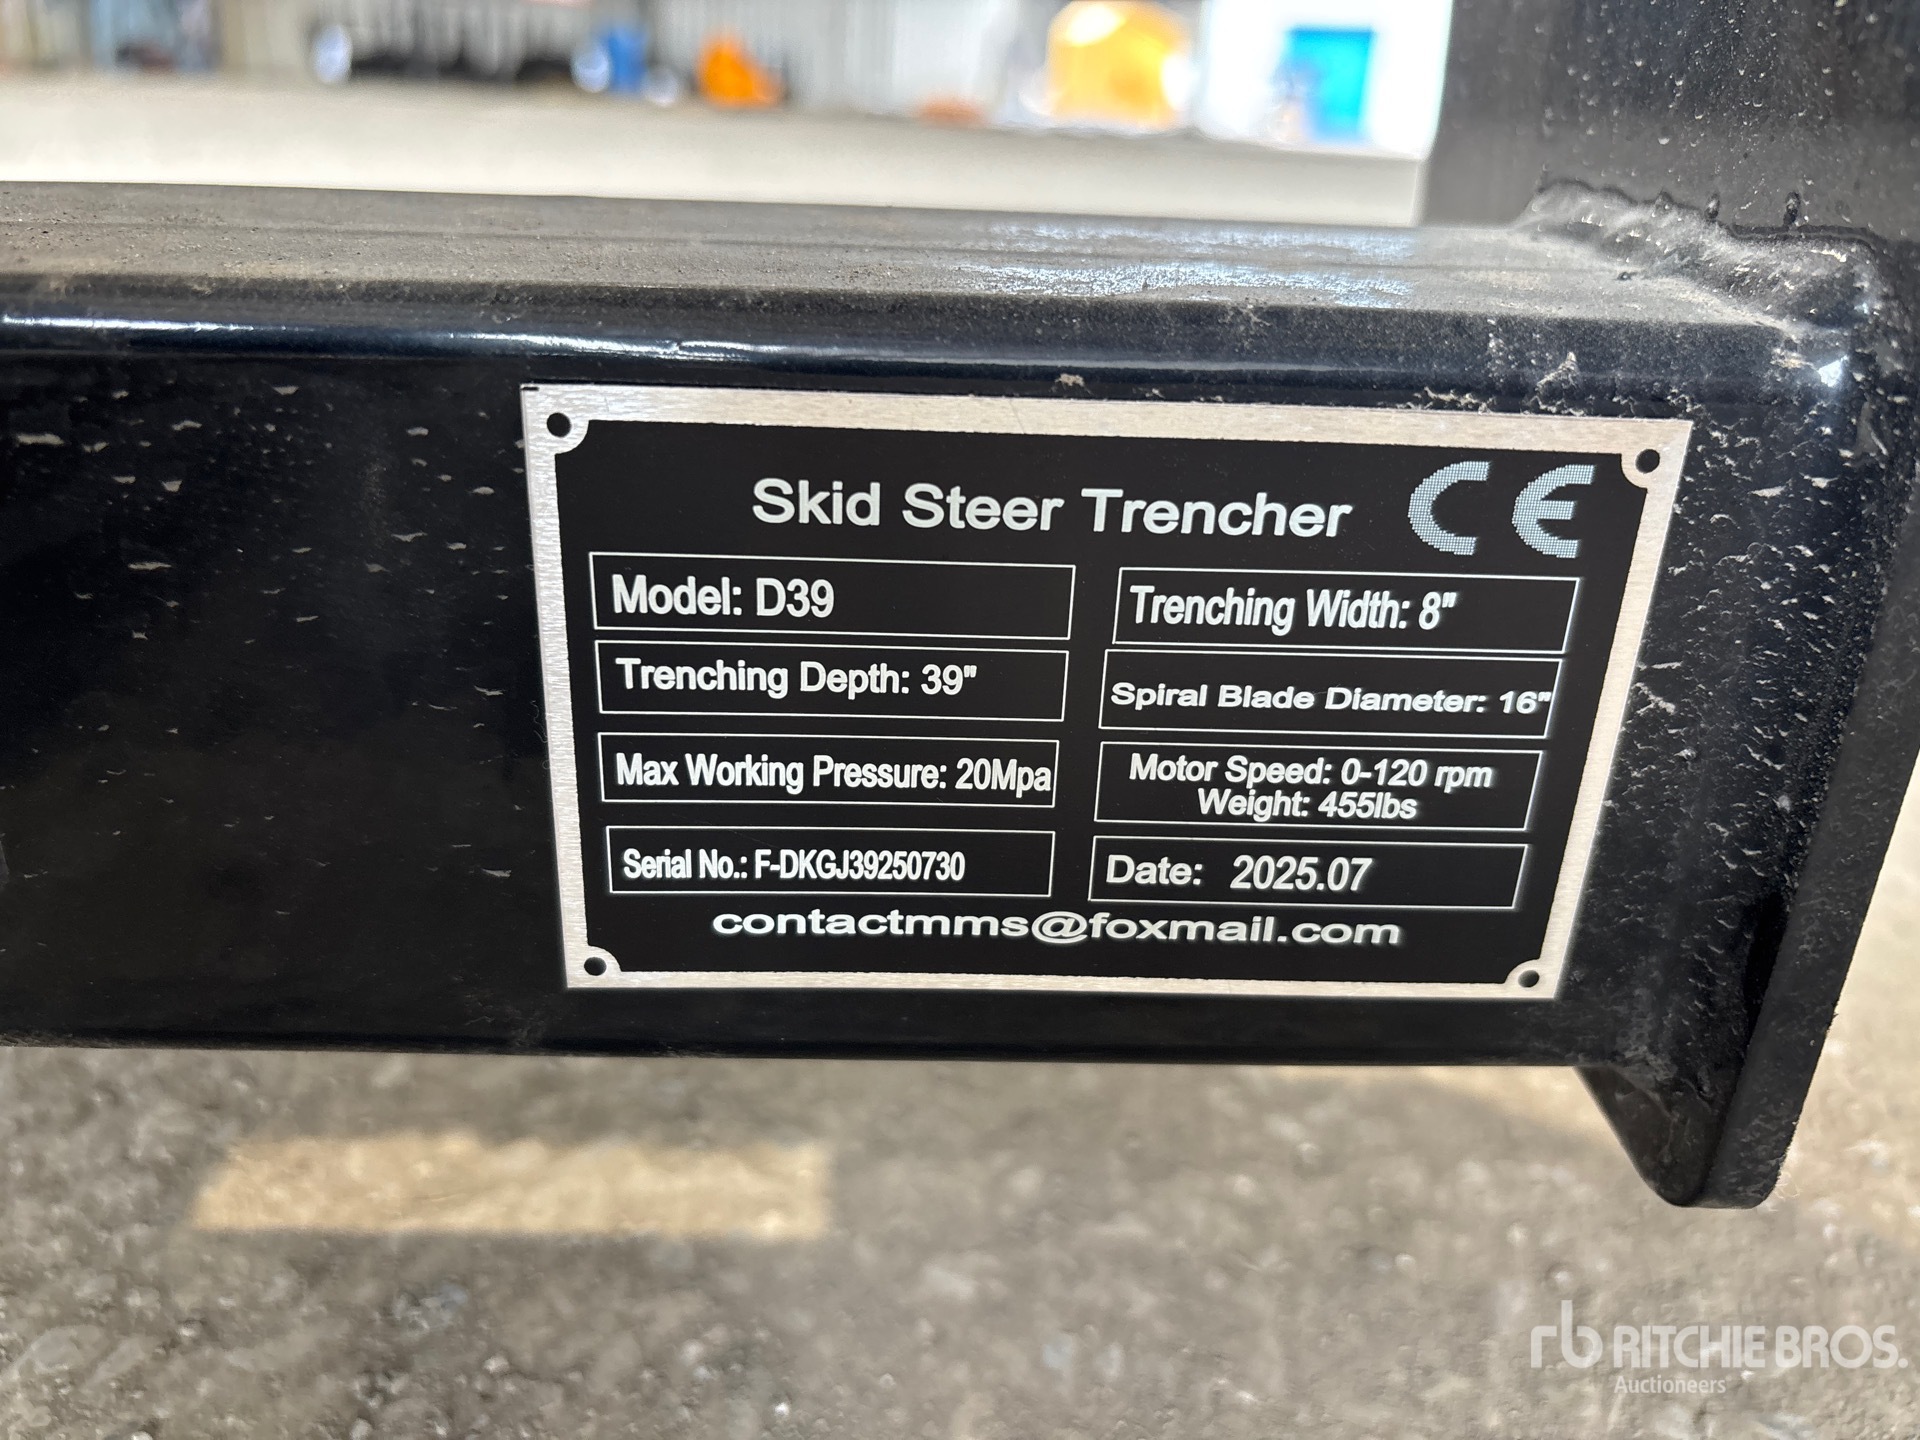 Skid Steer Trencher CE
Model: D39
Trenching Width: 8"
Trenching Depth: 39"
Spiral Blade Diameter: 16"
Max Working Pressure: 20Mpa
Motor Speed: 0-120 rpm
Weight: 455lbs
Serial No.: F-DKGJ39250730
Date: 2025.07
contactmms@foxmail.com
rb RITCHIE BROS.
Auctioneers